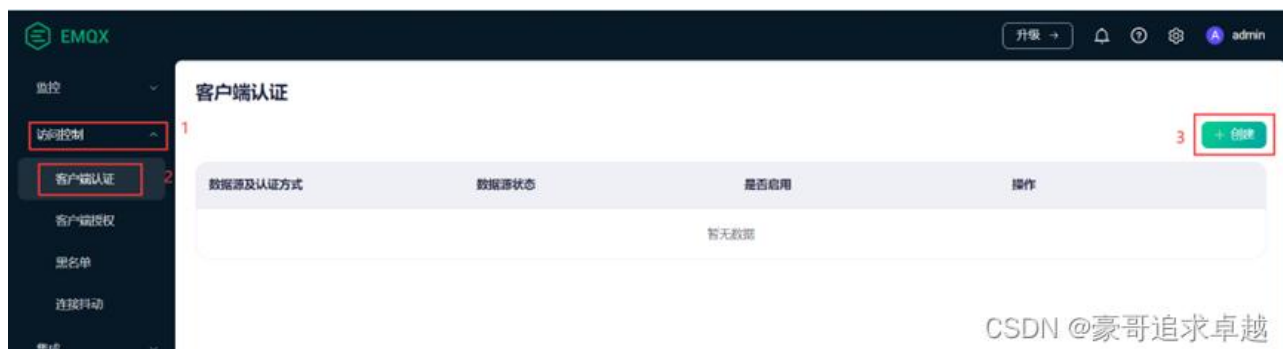 EMQX
升级 →
A admin
监控
客户端认证
访问控制
1
3
+ 创建
客户端认证
2
数据源及认证方式 数据源状态 是否启用 操作
客户端授权
暂无数据
黑名单
连接抖动
集成
CSDN @豪哥追求卓越